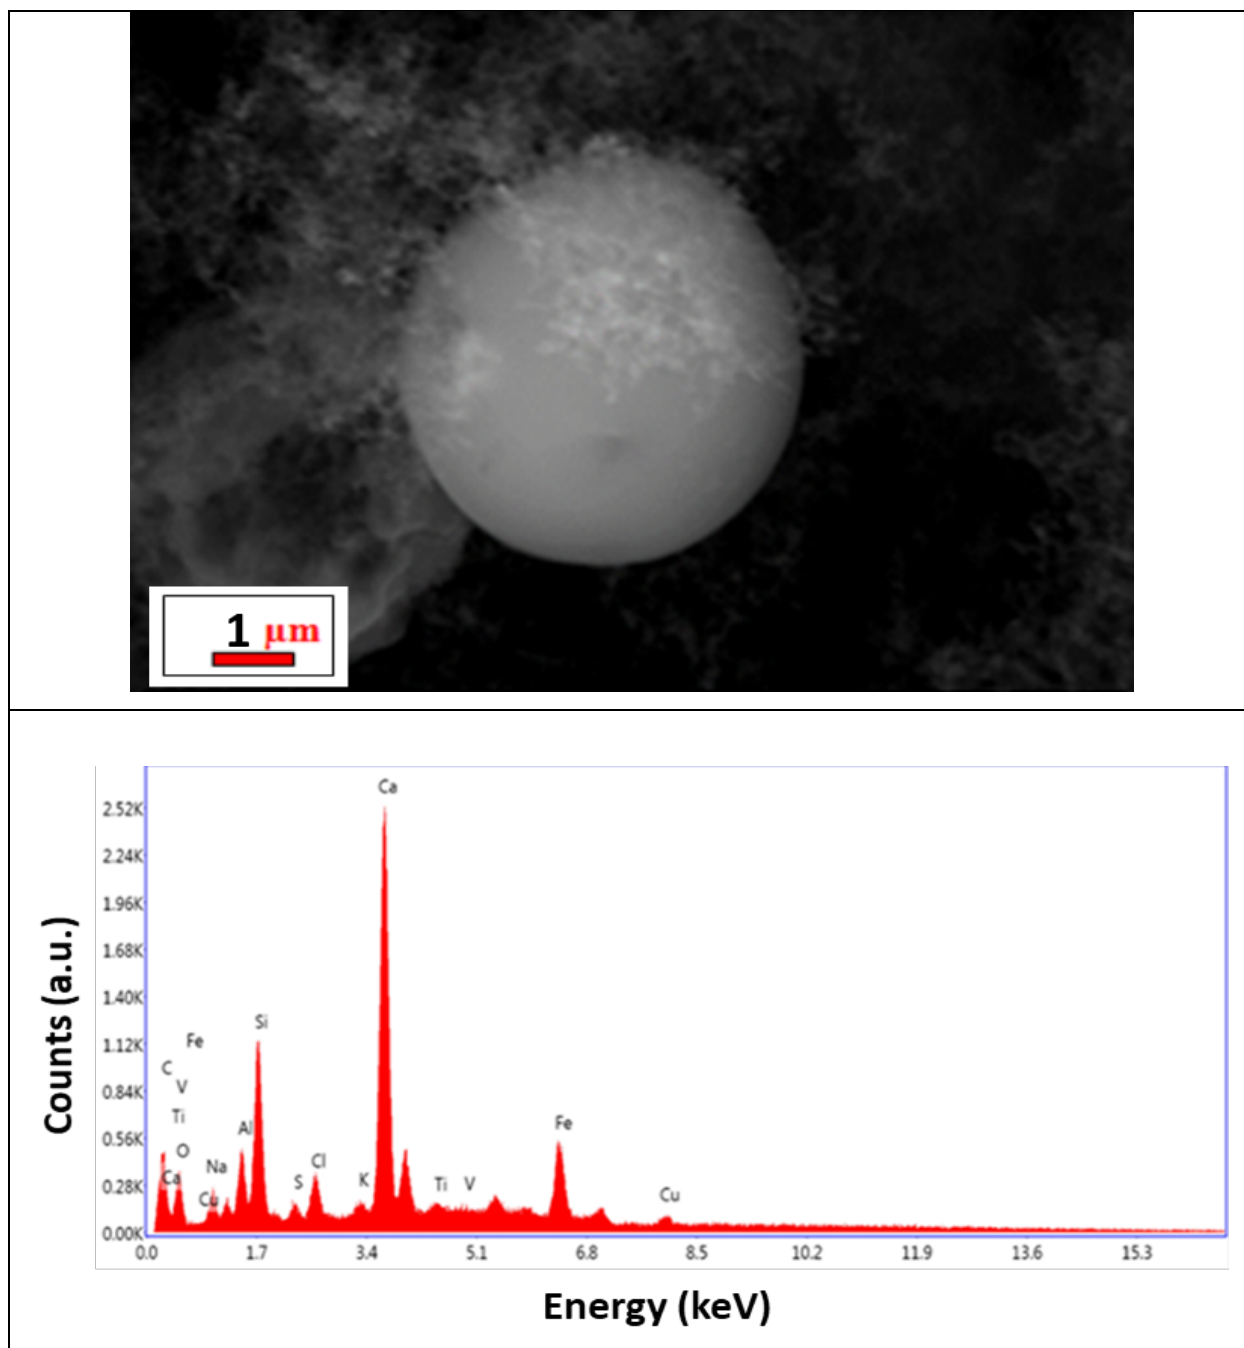 1 µm
Ca
2.52K
2.24K
1.96K
1.68K
1.40K
1.12K
0.84K
0.56K
0.28K
0.00K
Fe
Si
C
V
Ti
O
Ca
Al
Na
Cu
S
Cl
K
Ti
V
Fe
Cu
0.0 1.7 3.4 5.1 6.8 8.5 10.2 11.9 13.6 15.3
Counts (a.u.)
Energy (keV)